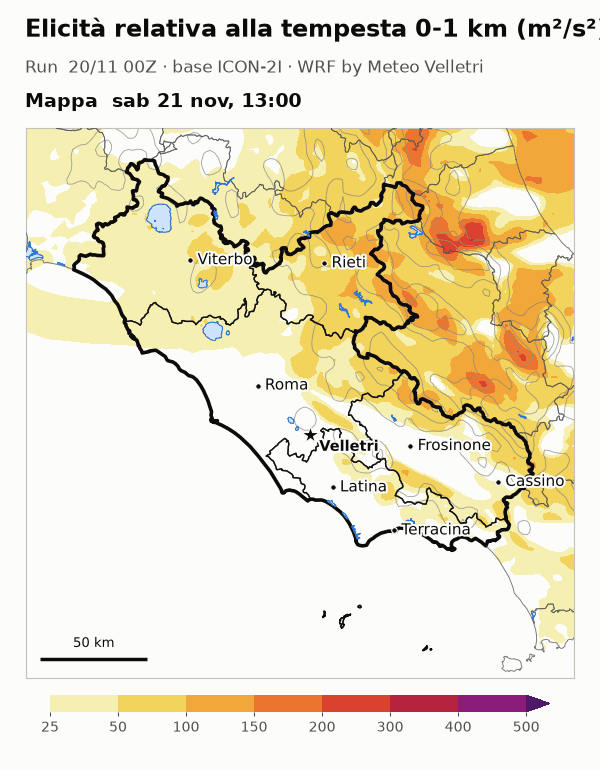 Elicità relativa alla tempesta 0-1 km (m²/s²)
Run  20/11 00Z · base ICON-2I · WRF by Meteo Velletri
Mappa  sab 21 nov, 13:00
Viterbo
Rieti
Roma
Velletri
Frosinone
Latina
Cassino
Terracina
50 km
25 50 100 150 200 300 400 500